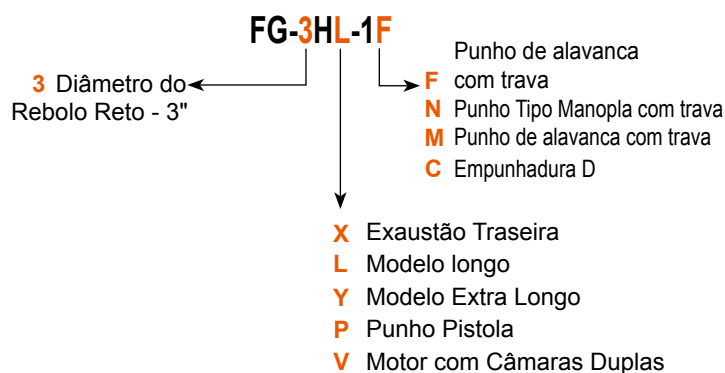 FG-3HL-1F
3 Diâmetro do
Rebolo Reto - 3"
Punho de alavanca
F com trava
N Punho Tipo Manopla com trava
M Punho de alavanca com trava
C Empunhadura D
X Exaustão Traseira
L Modelo longo
Y Modelo Extra Longo
P Punho Pistola
V Motor com Câmaras Duplas